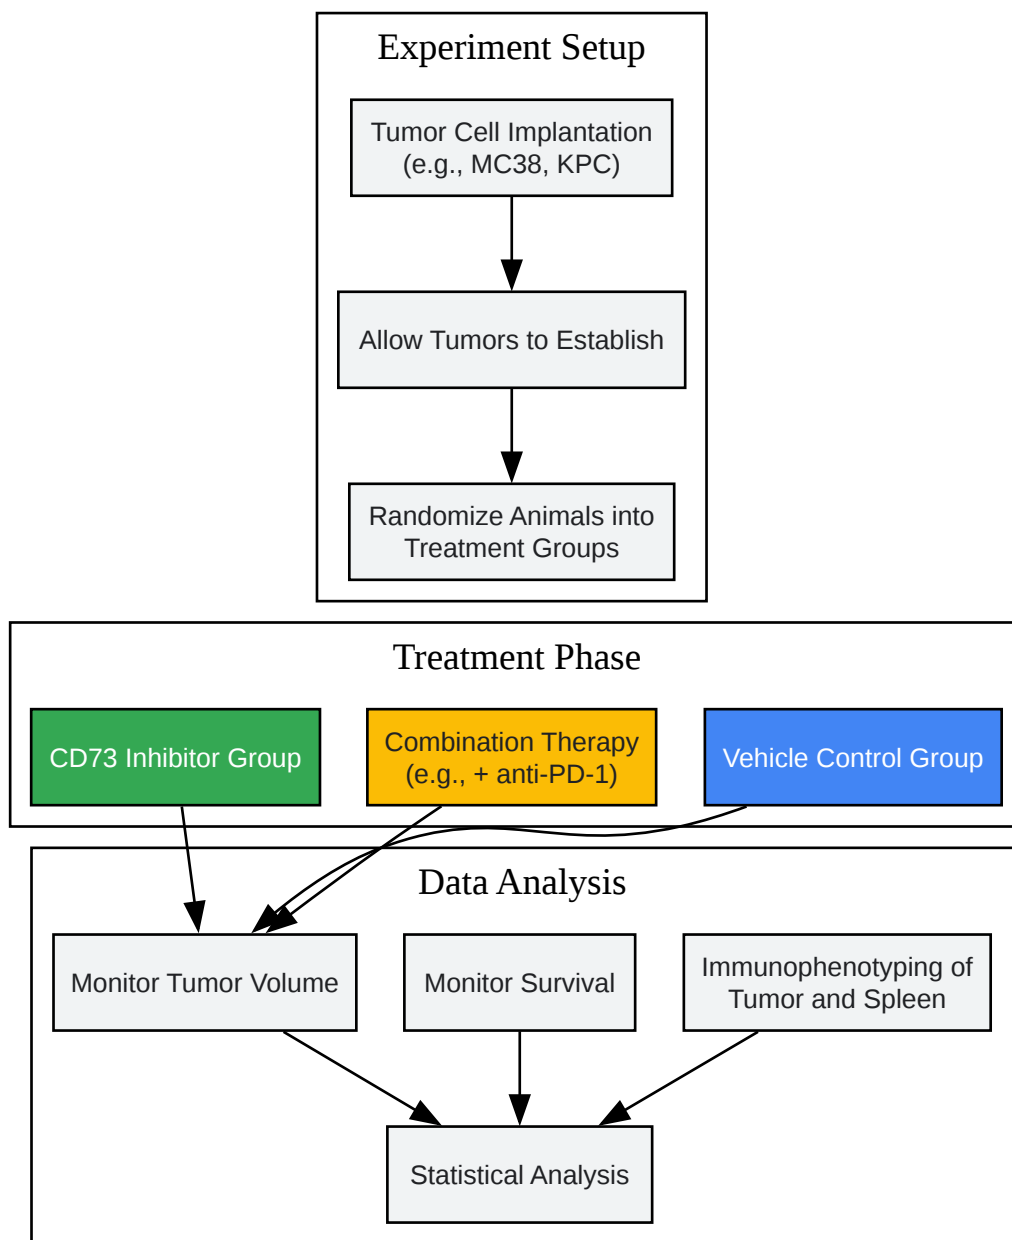 Experiment Setup
Tumor Cell Implantation
(e.g., MC38, KPC)
Allow Tumors to Establish
Randomize Animals into
Treatment Groups
Treatment Phase
CD73 Inhibitor Group
Combination Therapy
(e.g., + anti-PD-1)
Vehicle Control Group
Data Analysis
Monitor Tumor Volume
Monitor Survival
Immunophenotyping of
Tumor and Spleen
Statistical Analysis